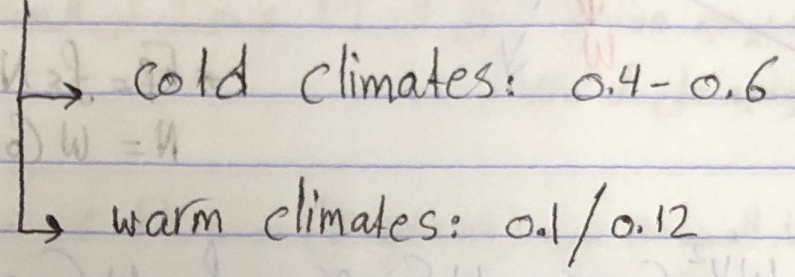 → cold climates: 0.4 - 0.6
→ warm climates: 0.1 / 0.12